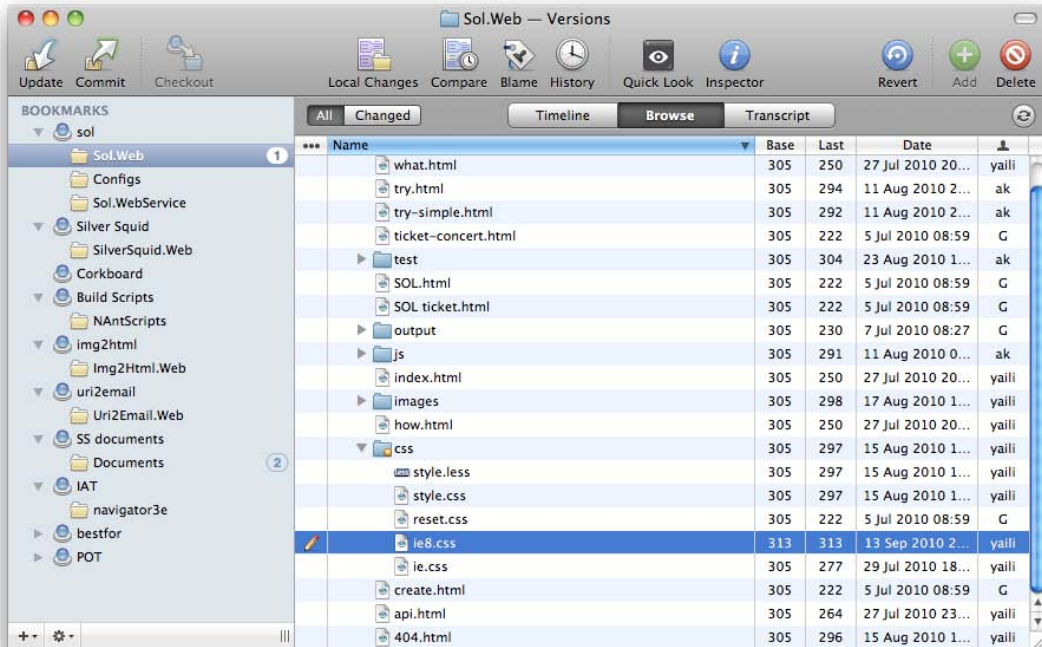 Sol.Web — Versions
Update Commit Checkout Local Changes Compare Blame History Quick Look Inspector Revert Add Delete
BOOKMARKS
sol
Sol.Web 1
Configs
Sol.WebService
Silver Squid
SilverSquid.Web
Corkboard
Build Scripts
NAntScripts
img2html
Img2Html.Web
uri2email
Uri2Email.Web
SS documents
Documents 2
IAT
navigator3e
bestfor
POT
All Changed Timeline Browse Transcript
••• Name Base Last Date
what.html 305 250 27 Jul 2010 20... yaili
try.html 305 294 11 Aug 2010 2... ak
try-simple.html 305 292 11 Aug 2010 2... ak
ticket-concert.html 305 222 5 Jul 2010 08:59 G
test 305 304 23 Aug 2010 1... ak
SOL.html 305 222 5 Jul 2010 08:59 G
SOL ticket.html 305 222 5 Jul 2010 08:59 G
output 305 230 7 Jul 2010 08:27 G
js 305 291 11 Aug 2010 0... ak
index.html 305 250 27 Jul 2010 20... yaili
images 305 298 17 Aug 2010 1... yaili
how.html 305 250 27 Jul 2010 20... yaili
css 305 297 15 Aug 2010 1... yaili
style.less 305 297 15 Aug 2010 1... yaili
style.css 305 297 15 Aug 2010 1... yaili
reset.css 305 222 5 Jul 2010 08:59 G
ie8.css 313 313 13 Sep 2010 2... yaili
ie.css 305 277 29 Jul 2010 18... yaili
create.html 305 222 5 Jul 2010 08:59 G
api.html 305 264 27 Jul 2010 23... yaili
404.html 305 296 15 Aug 2010 1... yaili